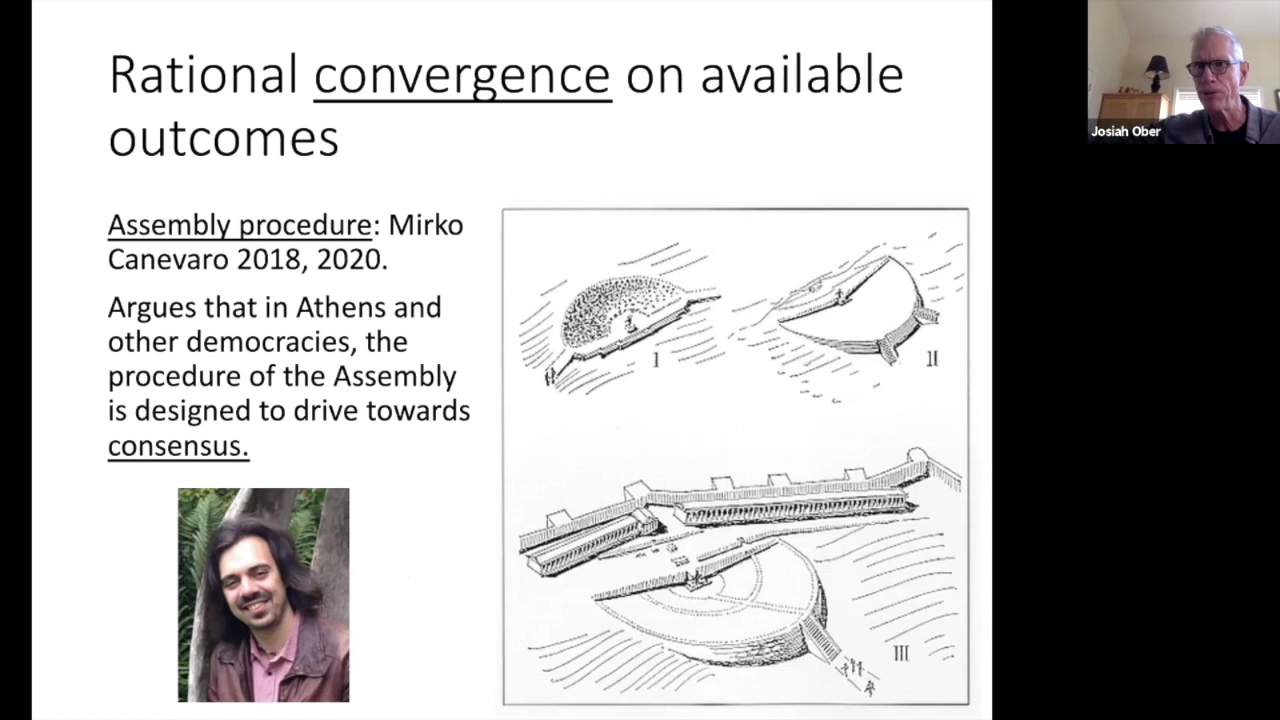 Rational convergence on available
outcomes
Assembly procedure: Mirko
Canevaro 2018, 2020.
Argues that in Athens and
other democracies, the
procedure of the Assembly
is designed to drive towards
consensus.
I
II
III
Josiah Ober